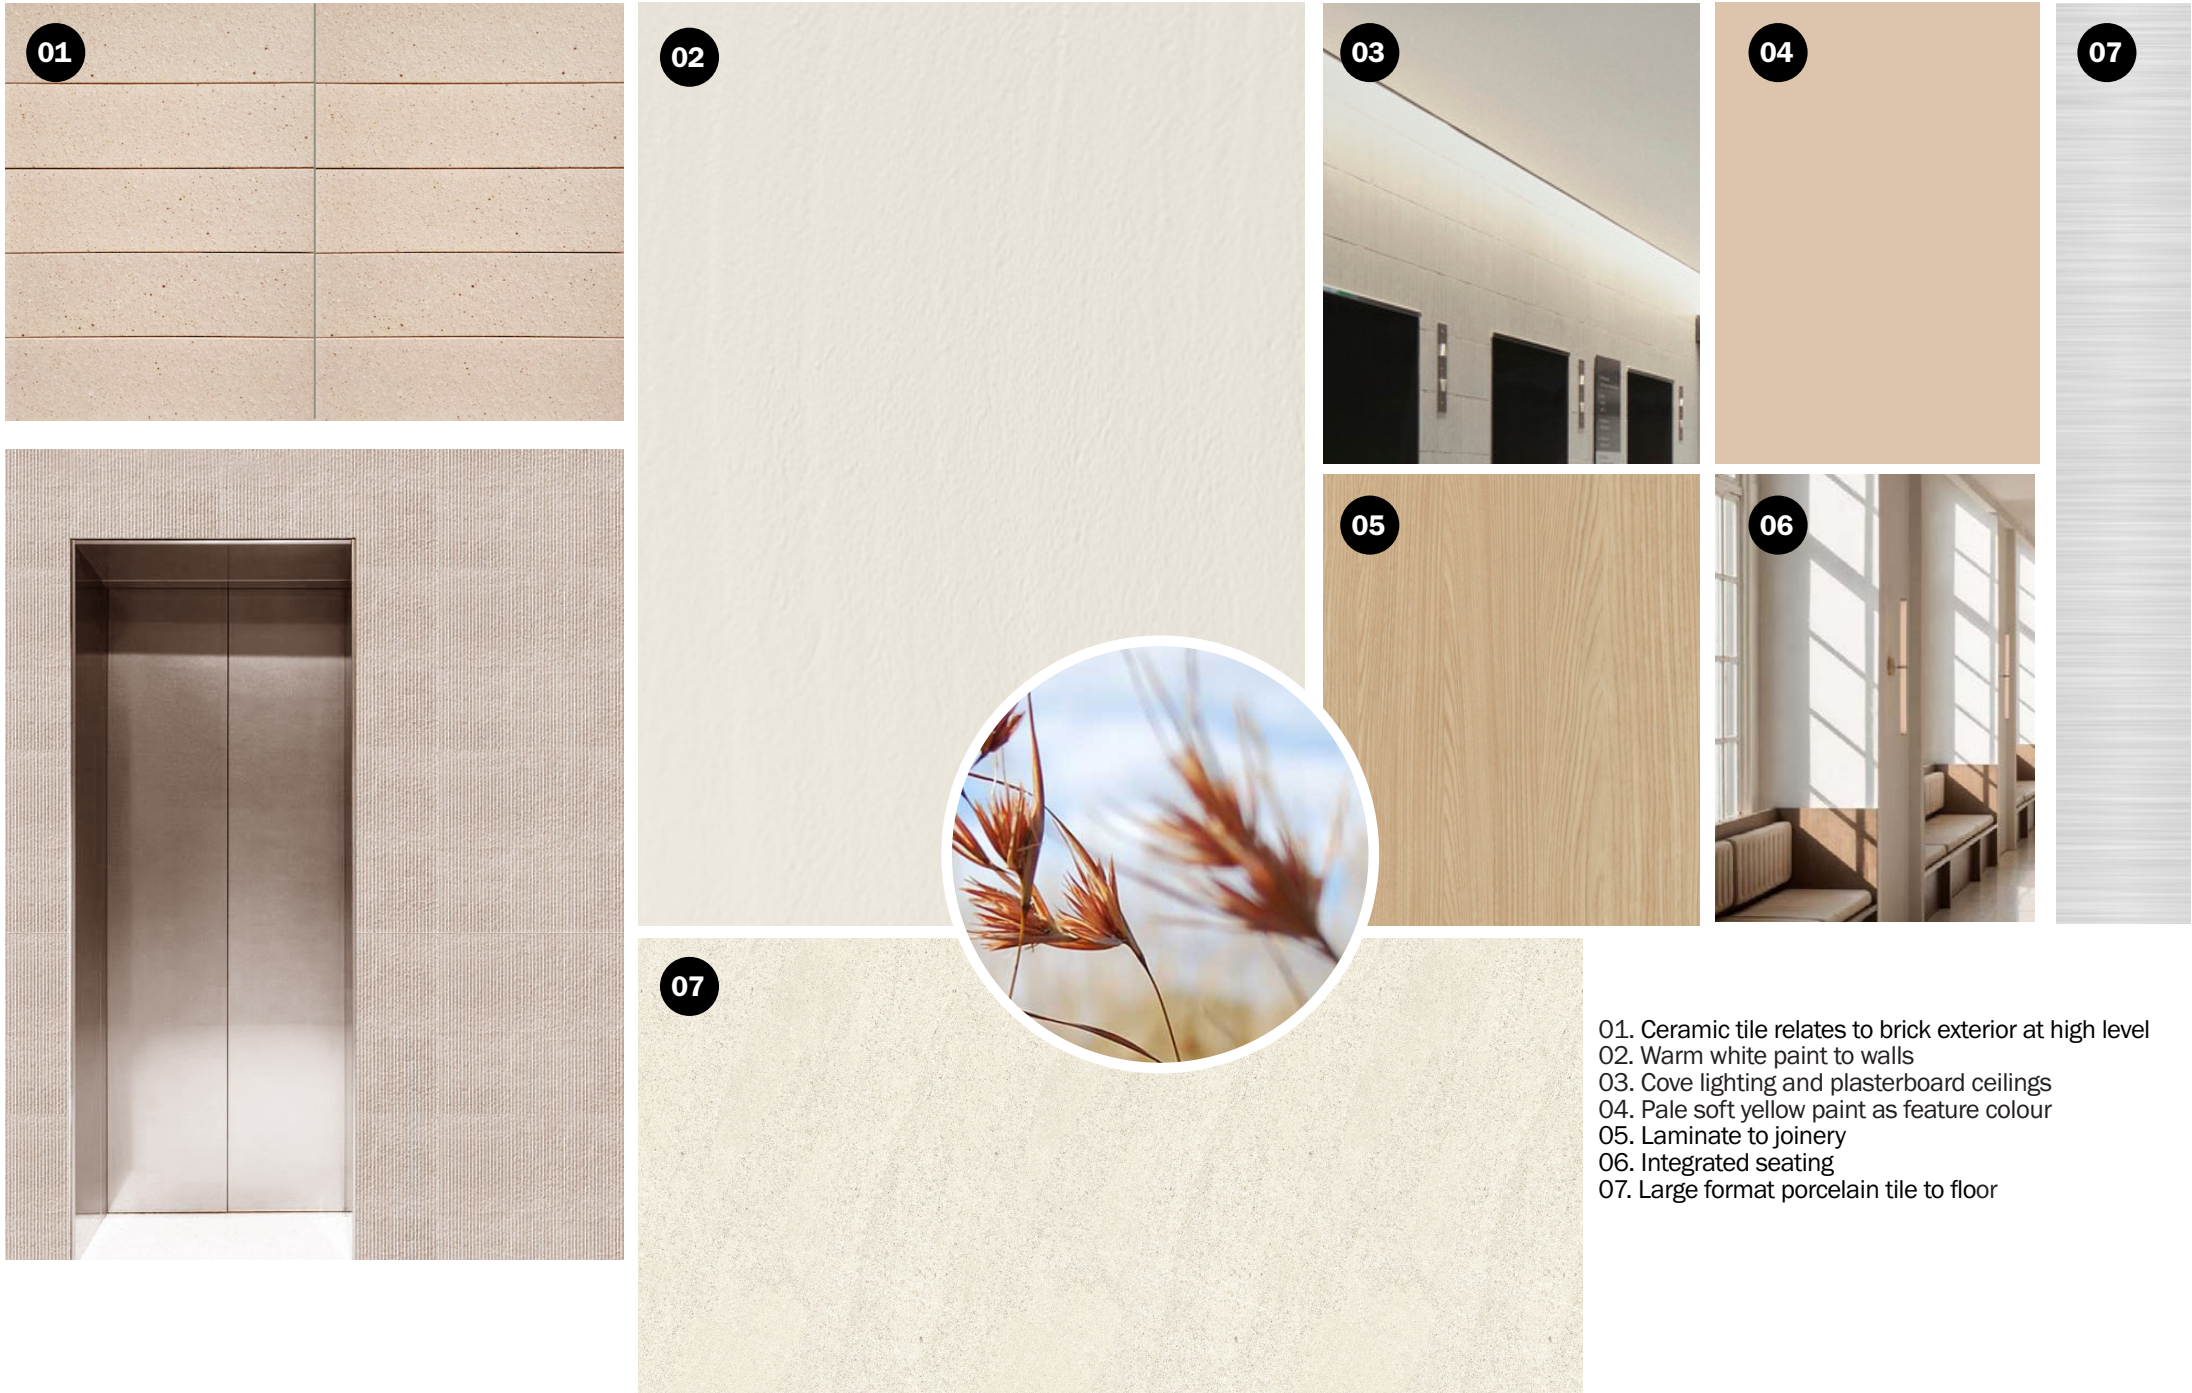 01
02
03
04
07
05
06
07
01. Ceramic tile relates to brick exterior at high level
02. Warm white paint to walls
03. Cove lighting and plasterboard ceilings
04. Pale soft yellow paint as feature colour
05. Laminate to joinery
06. Integrated seating
07. Large format porcelain tile to floor